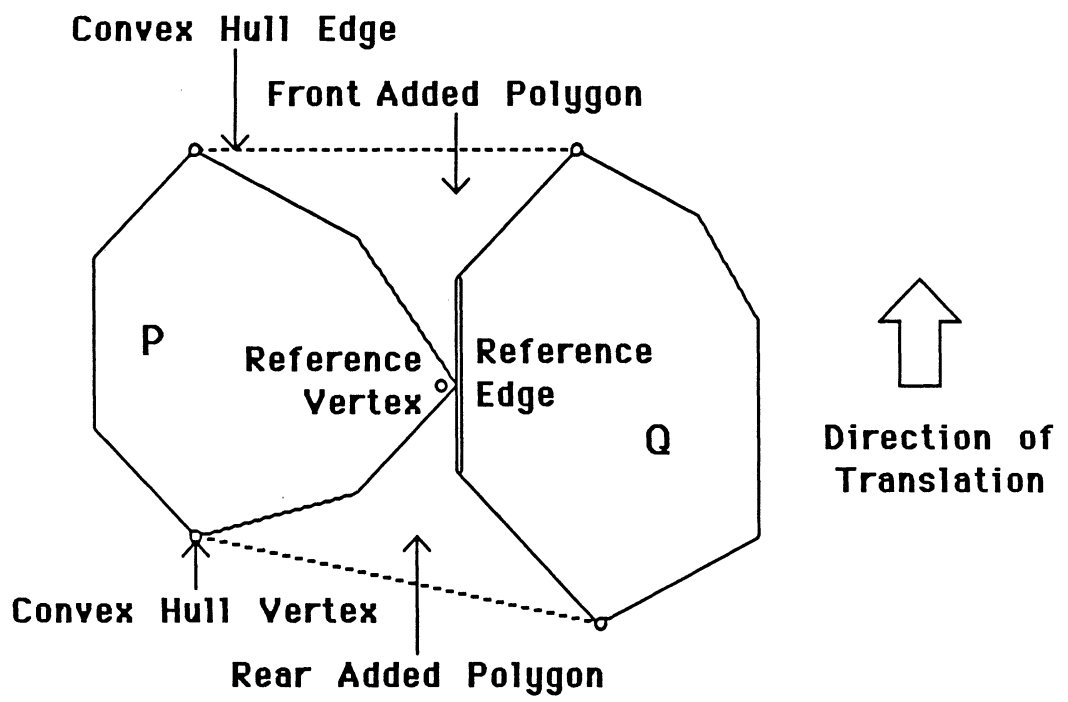 Convex Hull Edge
Front Added Polygon
P
Reference
Vertex
Reference
Edge
Q
Direction of
Translation
Convex Hull Vertex
Rear Added Polygon